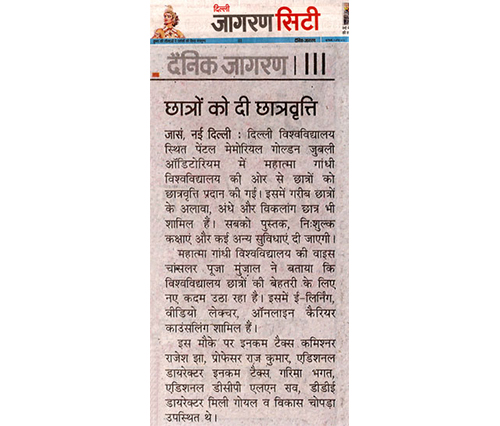 दिल्ली
जागरण सिटी
दैनिक जागरण III
छात्रों को दी छात्रवृत्ति
जासं, नई दिल्ली : दिल्ली विश्वविद्यालय
स्थित पेंटल मेमोरियल गोल्डन जुबली
ऑडिटोरियम में महात्मा गांधी
विश्वविद्यालय की ओर से छात्रों को
छात्रवृत्ति प्रदान की गई। इसमें गरीब छात्रों
के अलावा, अंधे और विकलांग छात्र भी
शामिल हैं। सबको पुस्तक, निःशुल्क
कक्षाएं और कई अन्य सुविधाएं दी जाएगी।
महात्मा गांधी विश्वविद्यालय की वाइस
चांसलर पूजा मुंजाल ने बताया कि
विश्वविद्यालय छात्रों की बेहतरी के लिए
नए कदम उठा रहा है। इसमें ई-लर्निंग,
वीडियो लेक्चर, ऑनलाइन कैरियर
काउंसलिंग शामिल हैं।
इस मौके पर इनकम टैक्स कमिश्नर
राजेश झा, प्रोफेसर राज कुमार, एडिशनल
डायरेक्टर इनकम टैक्स गरिमा भगत,
एडिशनल डीसीपी एलएन राव, डीडीई
डायरेक्टर मिली गोयल व विकास चोपड़ा
उपस्थित थे।